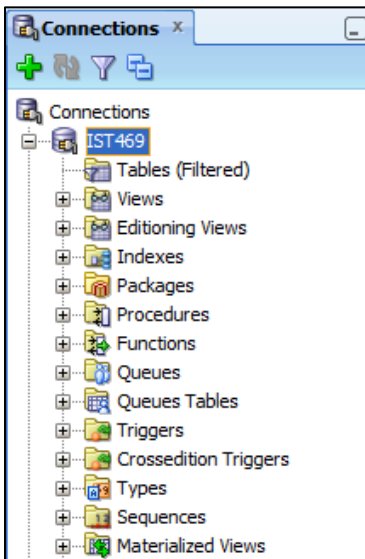 Connections
Connections
IST469
Tables (Filtered)
Views
Editioning Views
Indexes
Packages
Procedures
Functions
Queues
Queues Tables
Triggers
Crossedition Triggers
Types
Sequences
Materialized Views